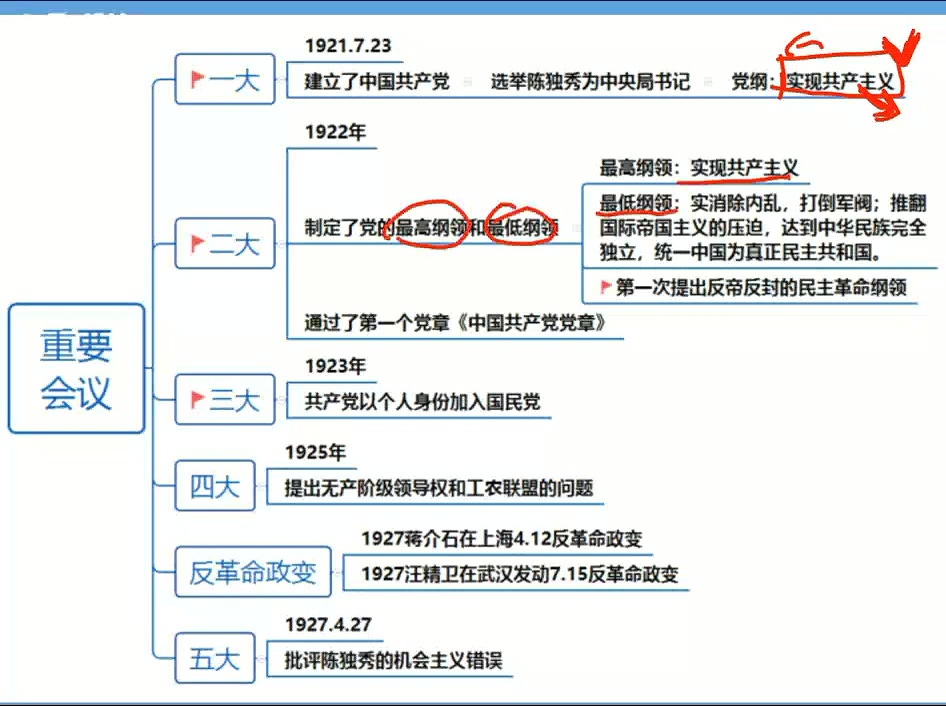 重要
会议
一大
1921.7.23
建立了中国共产党 选举陈独秀为中央局书记 党纲：实现共产主义
二大
1922年
制定了党的最高纲领和最低纲领
最高纲领：实现共产主义
最低纲领：实消除内乱，打倒军阀；推翻
国际帝国主义的压迫，达到中华民族完全
独立，统一中国为真正民主共和国。
第一次提出反帝反封的民主革命纲领
通过了第一个党章《中国共产党党章》
三大
1923年
共产党以个人身份加入国民党
四大
1925年
提出无产阶级领导权和工农联盟的问题
反革命政变
1927蒋介石在上海4.12反革命政变
1927汪精卫在武汉发动7.15反革命政变
五大
1927.4.27
批评陈独秀的机会主义错误